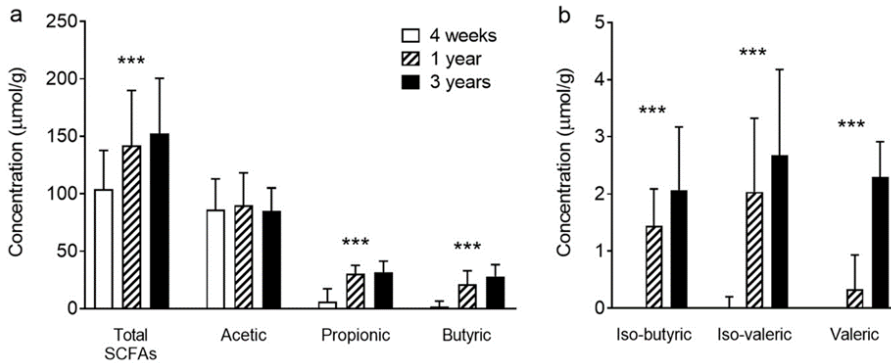 a
250
200
150
100
50
0
Concentration (μmol/g)
4 weeks
1 year
3 years
***
***
***
Total
SCFAs
Acetic
Propionic
Butyric
b
5
4
3
2
1
0
Concentration (μmol/g)
***
***
***
Iso-butyric
Iso-valeric
Valeric